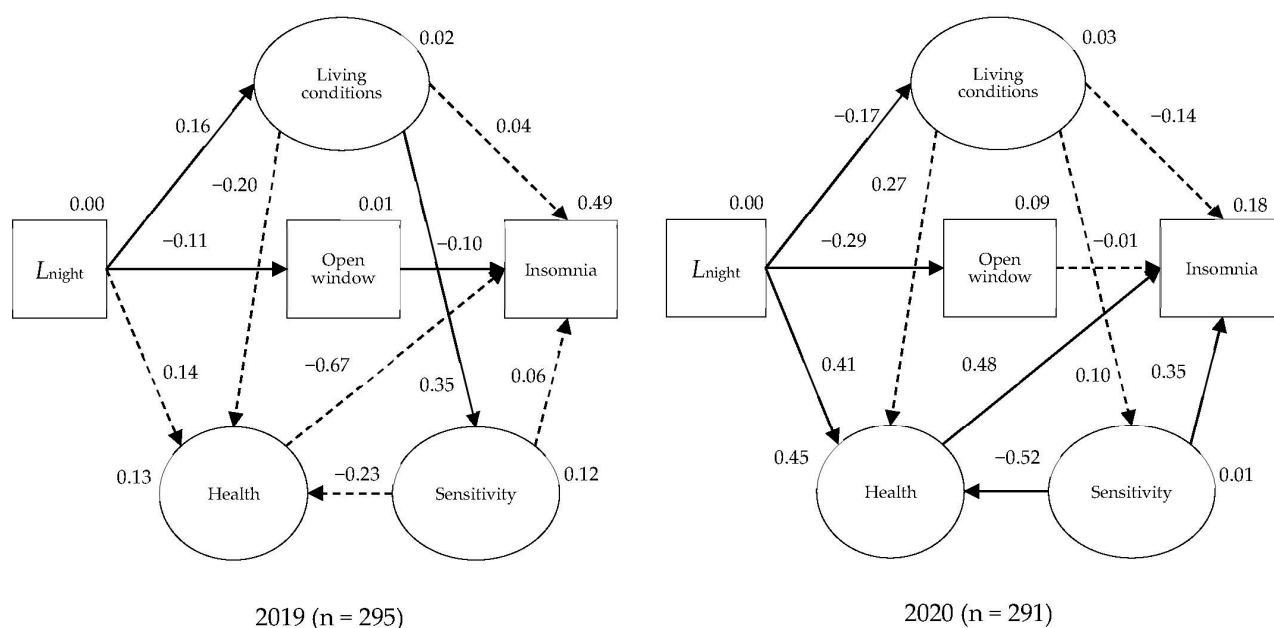 0.02
Living
conditions
0.16
0.04
−0.20
0.00
0.01
0.49
Lnight
−0.11
Open
window
−0.10
Insomnia
0.14
−0.67
0.35
0.06
0.13
Health
−0.23
Sensitivity
0.12
2019 (n = 295)
0.03
Living
conditions
−0.17
−0.14
0.27
0.00
0.09
0.18
Lnight
−0.29
Open
window
−0.01
Insomnia
0.41
0.48
0.10
0.35
0.45
Health
−0.52
Sensitivity
0.01
2020 (n = 291)